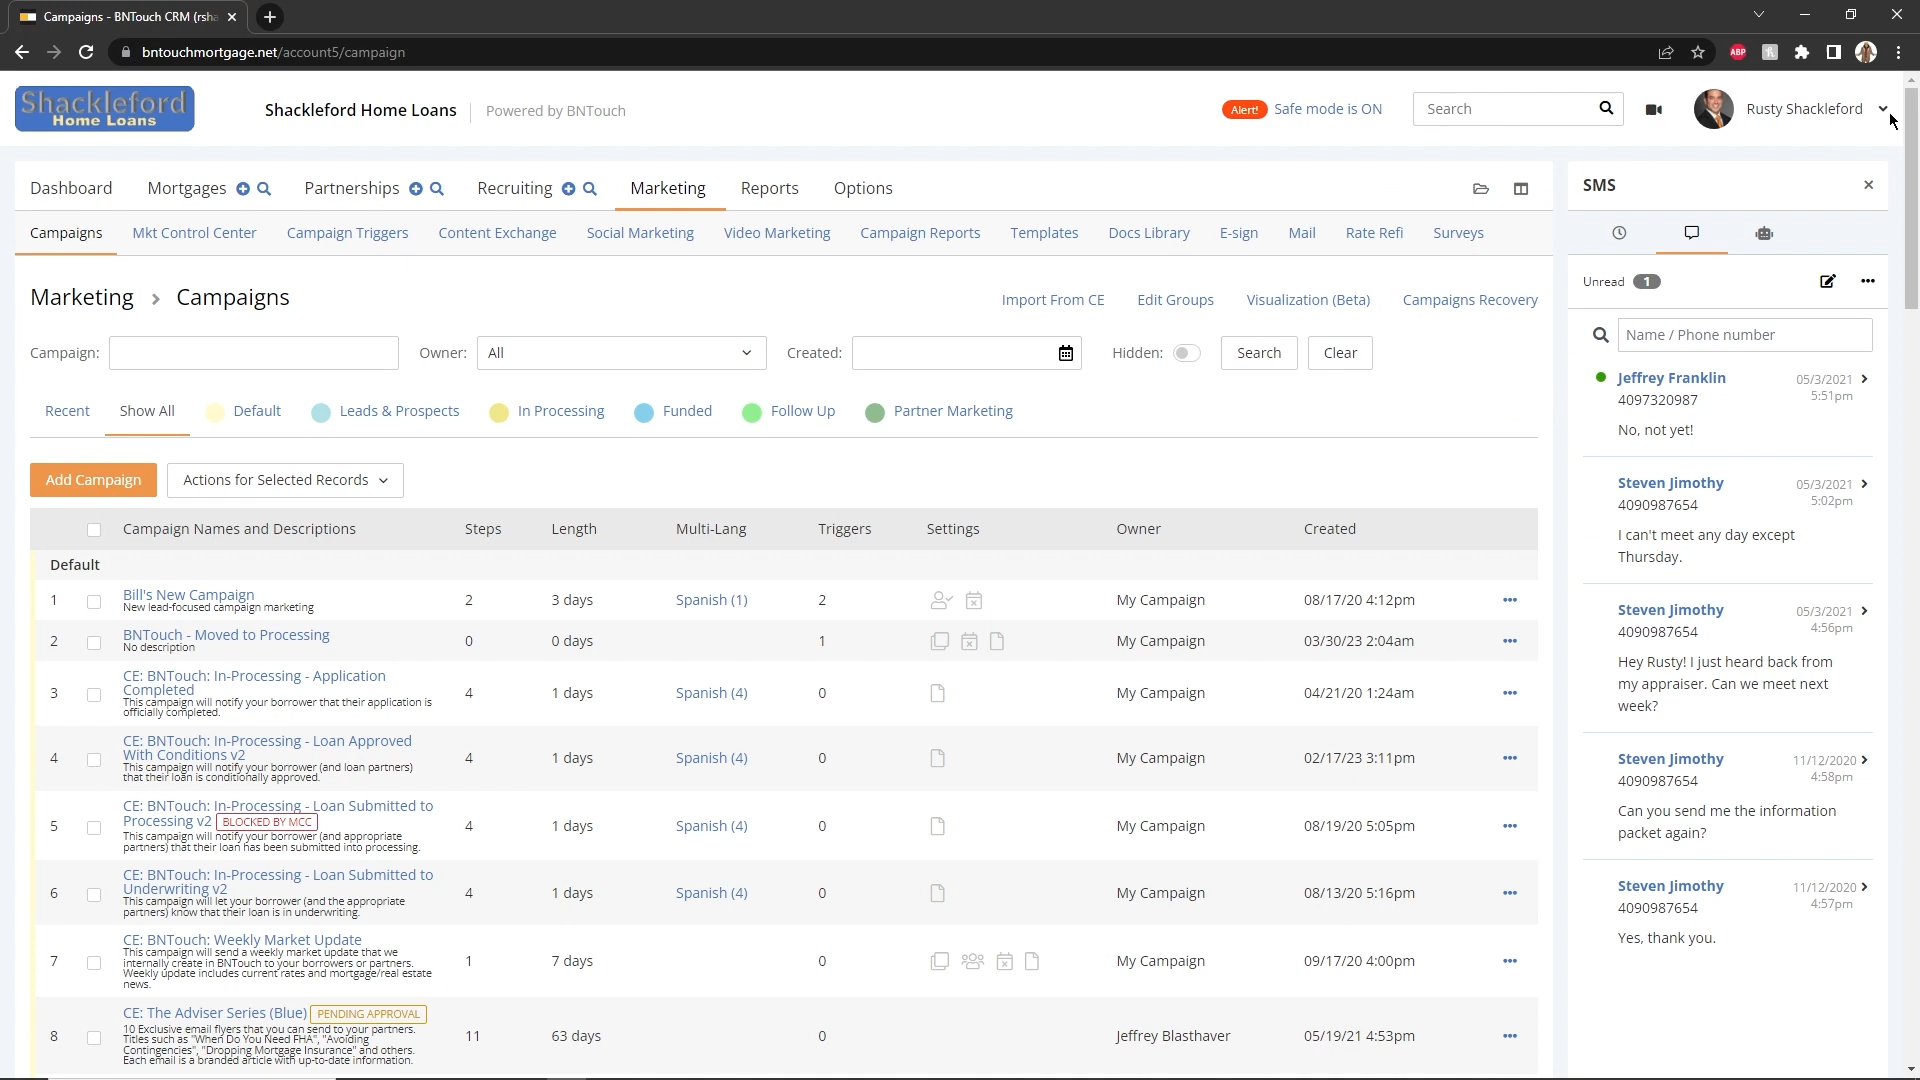 Campaigns - BNTouch CRM (rsha
bntouchmortgage.net/account5/campaign
ABP
Shackleford
Home Loans
Shackleford Home Loans
Powered by BNTouch
Alert!
Safe mode is ON
Search
Rusty Shackleford
Dashboard
Mortgages
Partnerships
Recruiting
Marketing
Reports
Options
Campaigns
Mkt Control Center
Campaign Triggers
Content Exchange
Social Marketing
Video Marketing
Campaign Reports
Templates
Docs Library
E-sign
Mail
Rate Refi
Surveys
Marketing > Campaigns
Import From CE
Edit Groups
Visualization (Beta)
Campaigns Recovery
Campaign:
Owner:
All
Created:
Hidden:
Search
Clear
Recent
Show All
Default
Leads & Prospects
In Processing
Funded
Follow Up
Partner Marketing
Add Campaign
Actions for Selected Records
Campaign Names and Descriptions
Steps
Length
Multi-Lang
Triggers
Settings
Owner
Created
Default
1
Bill's New Campaign
New lead-focused campaign marketing
2
3 days
Spanish (1)
2
My Campaign
08/17/20 4:12pm
2
BNTouch - Moved to Processing
No description
0
0 days
1
My Campaign
03/30/23 2:04am
3
CE: BNTouch: In-Processing - Application
Completed
This campaign will notify your borrower that their application is
officially completed.
4
1 days
Spanish (4)
0
My Campaign
04/21/20 1:24am
4
CE: BNTouch: In-Processing - Loan Approved
With Conditions v2
This campaign will notify your borrower (and loan partners)
that their loan is conditionally approved.
4
1 days
Spanish (4)
0
My Campaign
02/17/23 3:11pm
5
CE: BNTouch: In-Processing - Loan Submitted to
Processing v2 BLOCKED BY MCC
This campaign will notify your borrower (and appropriate
partners) that their loan has been submitted into processing.
4
1 days
Spanish (4)
0
My Campaign
08/19/20 5:05pm
6
CE: BNTouch: In-Processing - Loan Submitted to
Underwriting v2
This campaign will let your borrower (and the appropriate
partners) know that their loan is in underwriting.
4
1 days
Spanish (4)
0
My Campaign
08/13/20 5:16pm
7
CE: BNTouch: Weekly Market Update
This campaign will send a weekly market update that we
internally create in BNTouch to your borrowers or partners.
Weekly update includes current rates and mortgage/real estate
news.
1
7 days
0
My Campaign
09/17/20 4:00pm
8
CE: The Adviser Series (Blue) PENDING APPROVAL
10 Exclusive email flyers that you can send to your partners.
Titles such as "When Do You Need FHA", "Avoiding
Contingencies", "Dropping Mortgage Insurance" and others.
Each email is a branded article with up-to-date information.
11
63 days
0
Jeffrey Blasthaver
05/19/21 4:53pm
SMS
Unread 1
Name / Phone number
Jeffrey Franklin
05/3/2021
4097320987
5:51pm
No, not yet!
Steven Jimothy
05/3/2021
4090987654
5:02pm
I can't meet any day except
Thursday.
Steven Jimothy
05/3/2021
4090987654
4:56pm
Hey Rusty! I just heard back from
my appraiser. Can we meet next
week?
Steven Jimothy
11/12/2020
4090987654
4:58pm
Can you send me the information
packet again?
Steven Jimothy
11/12/2020
4090987654
4:57pm
Yes, thank you.